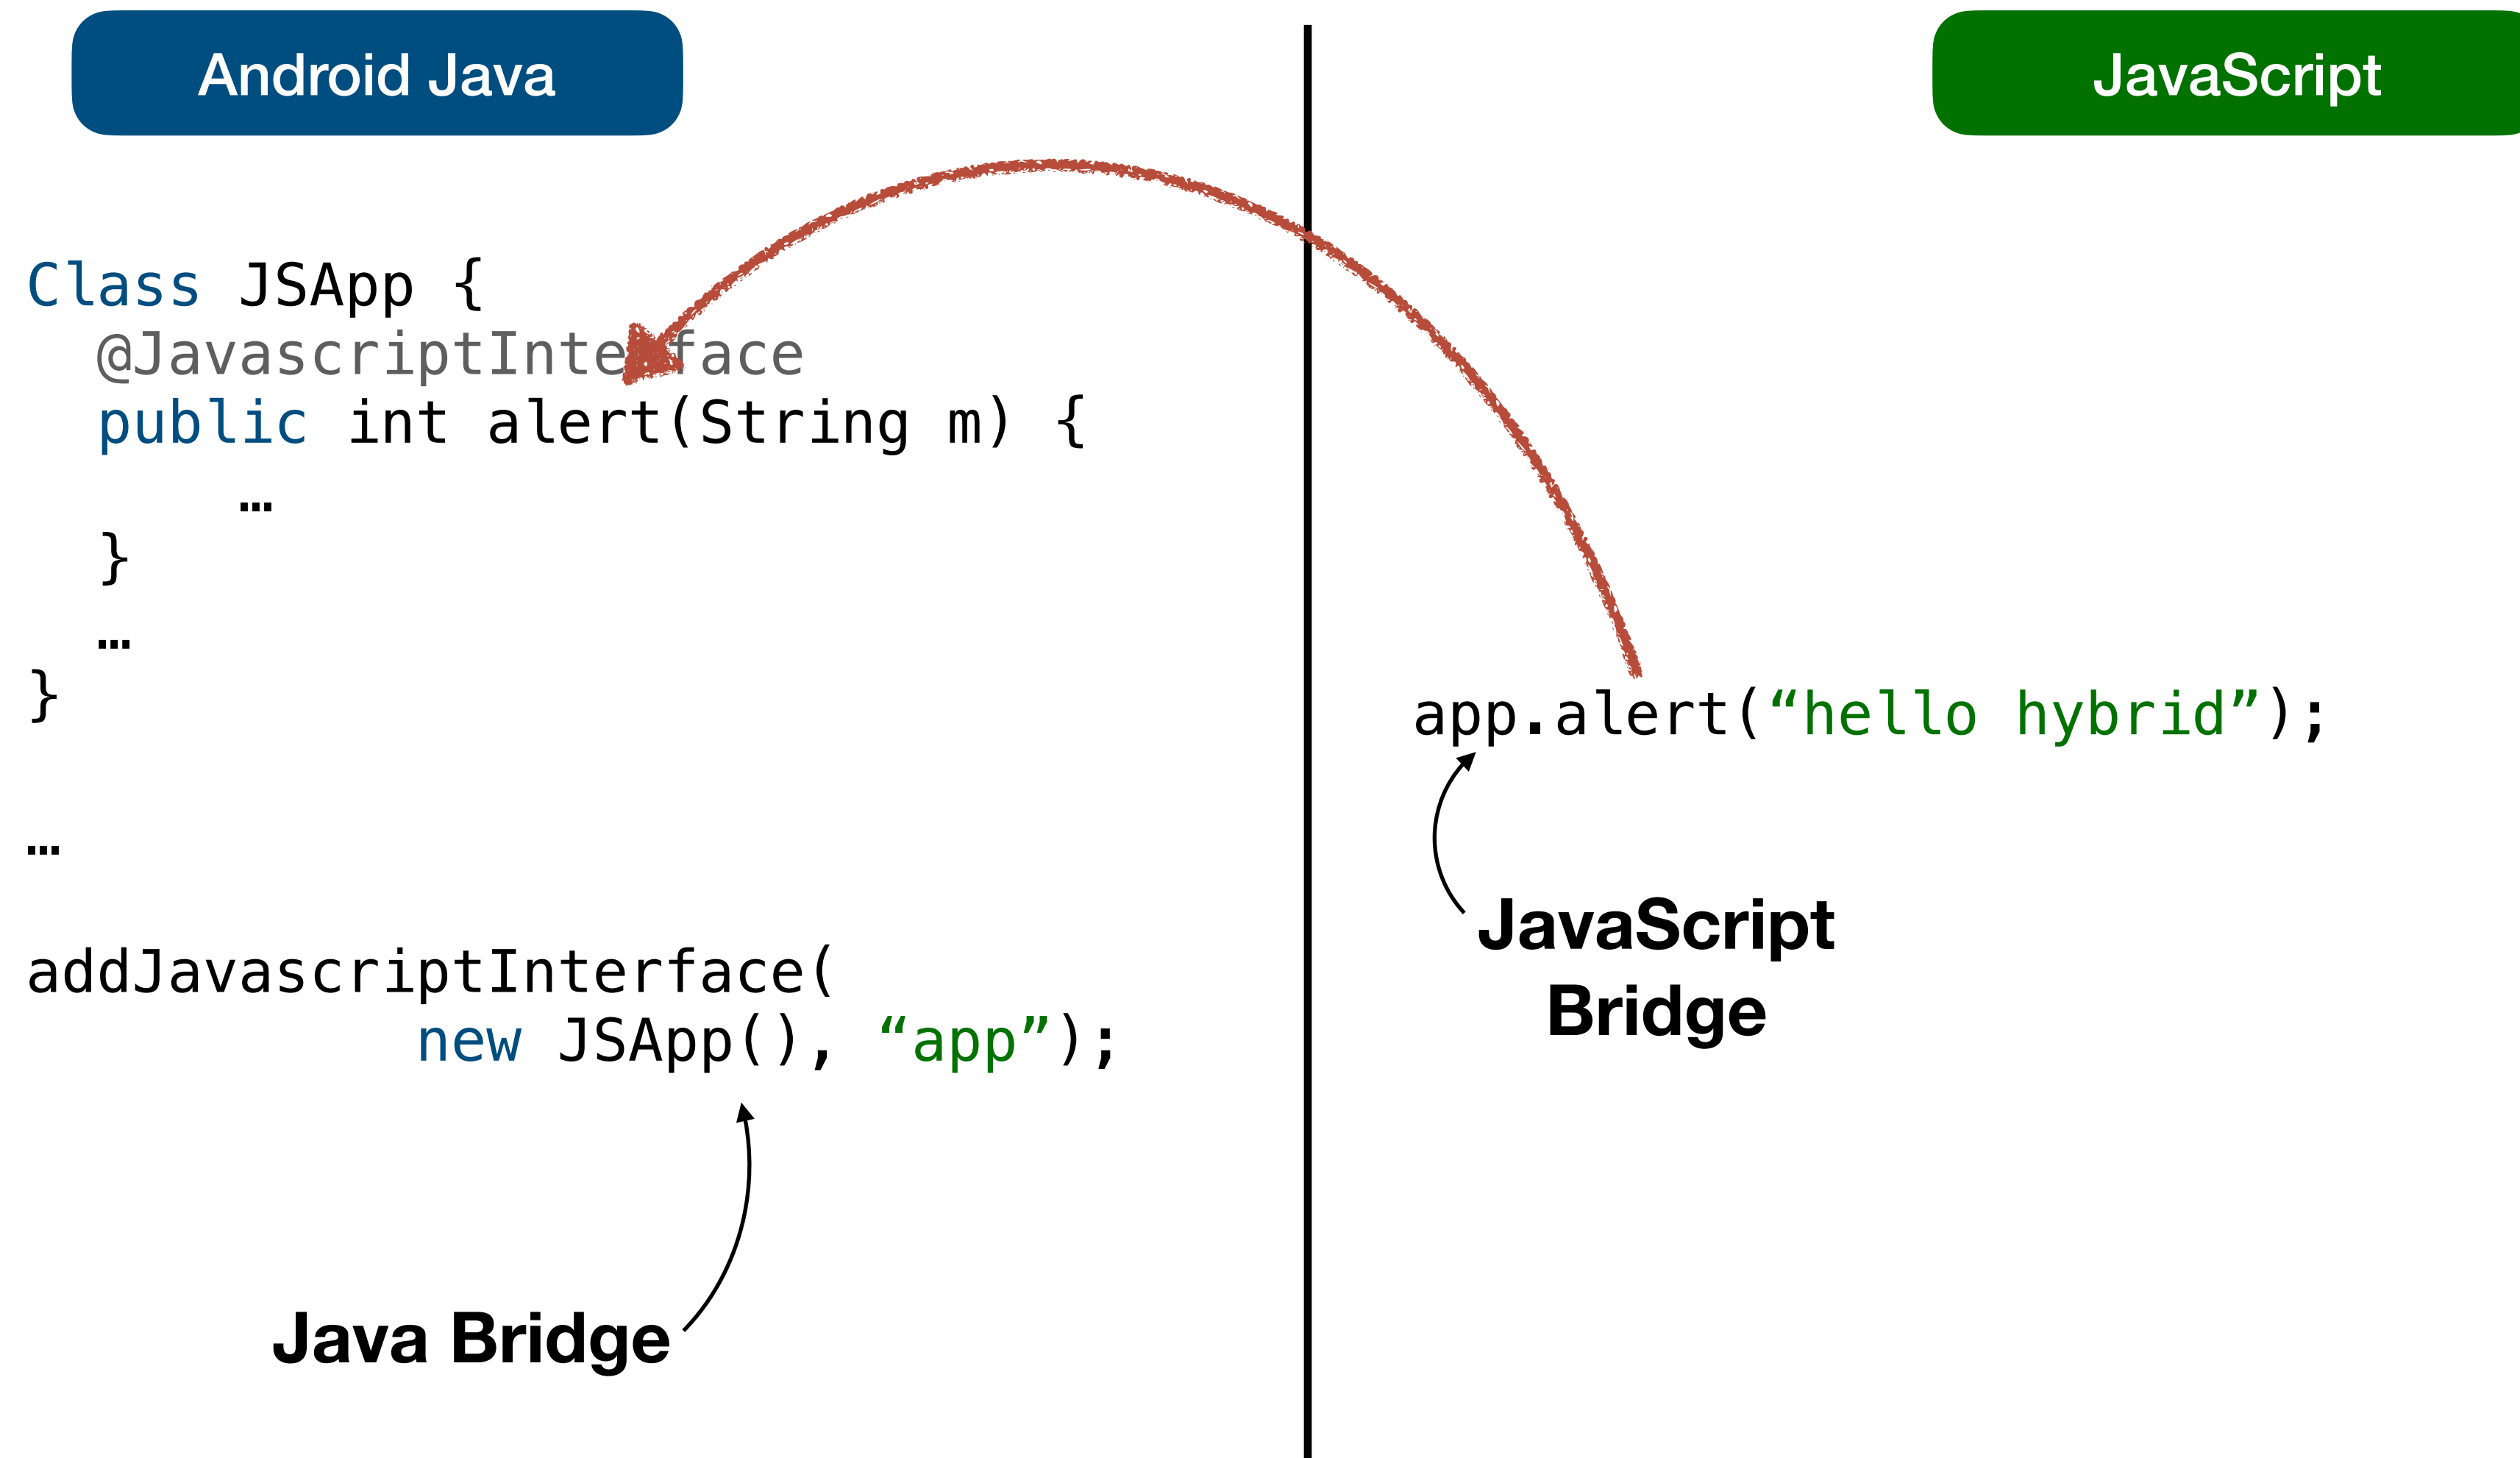 Android Java
JavaScript
Class JSApp {
@JavascriptInterface
public int alert(String m) {
…
}
…
}
…
addJavascriptInterface(
new JSApp(), “app”);
Java Bridge
app.alert(“hello hybrid”);
JavaScript
Bridge